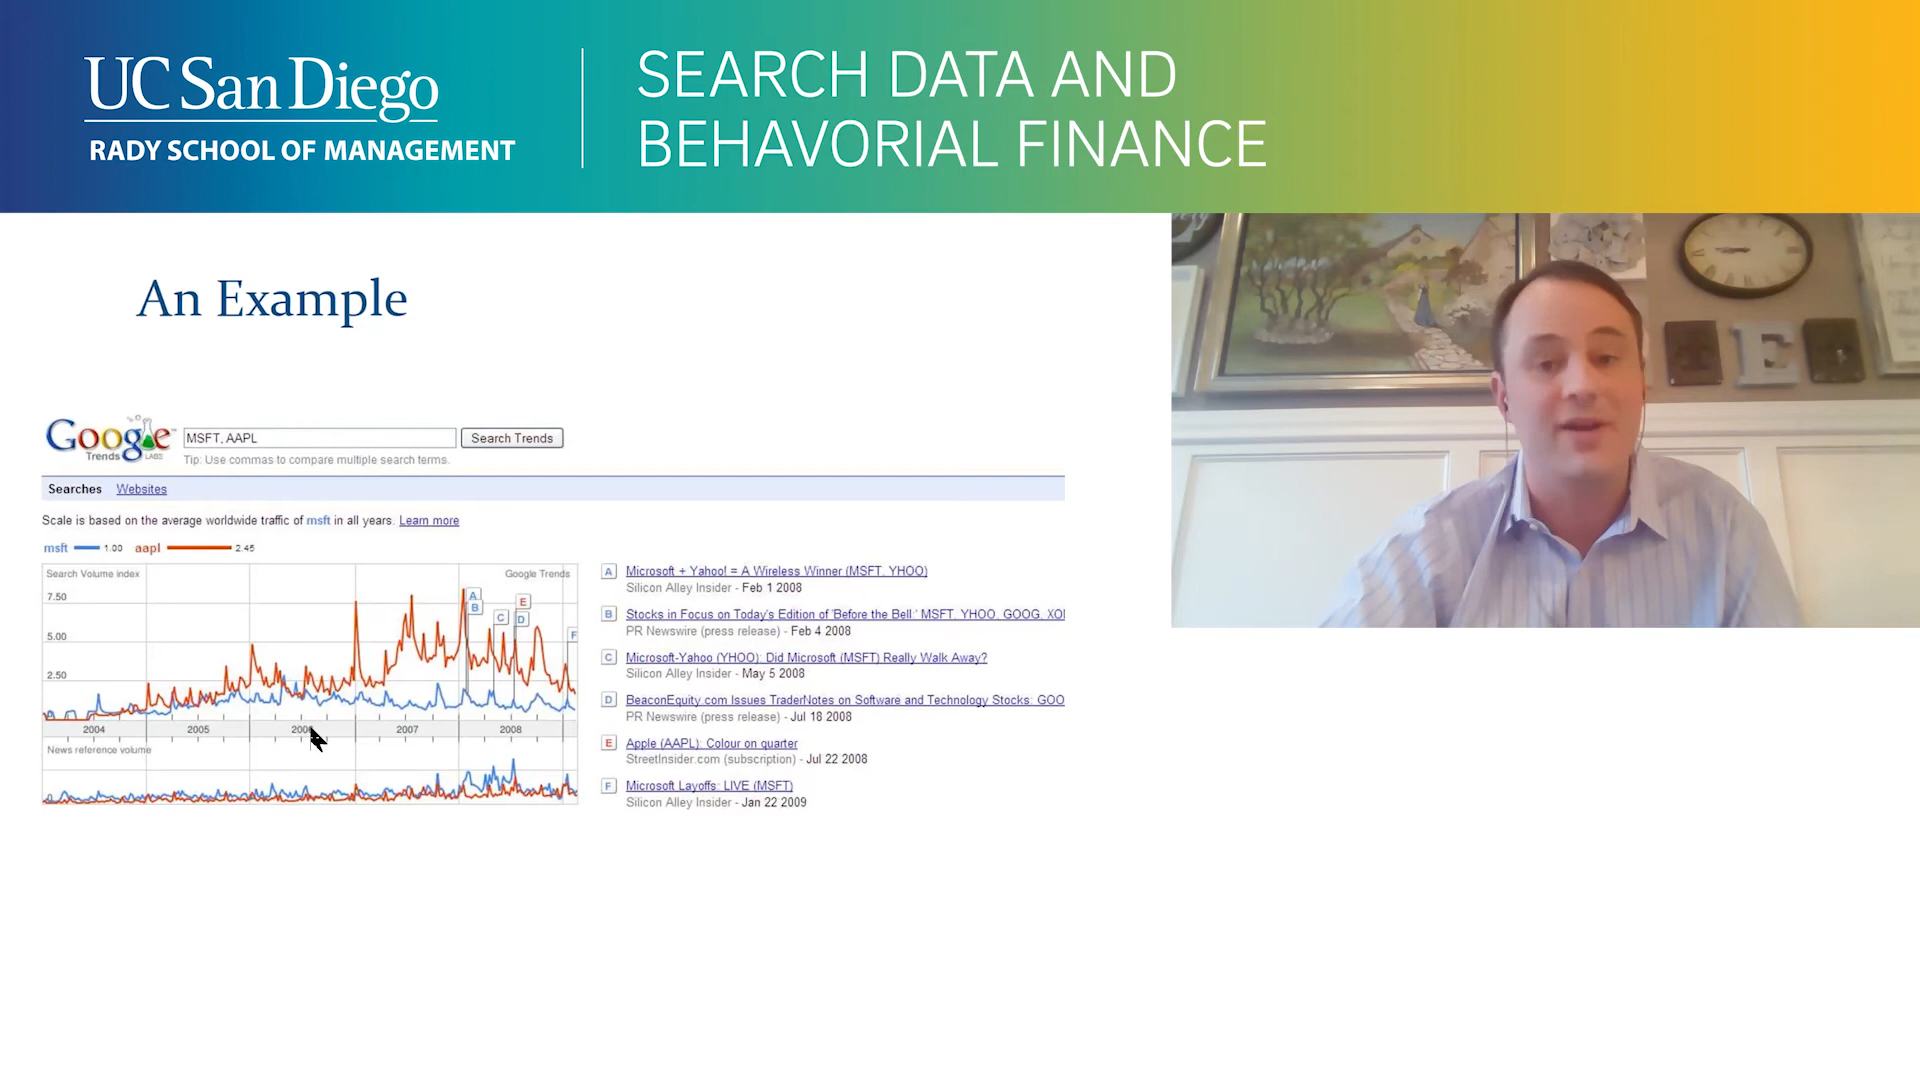 UC San Diego
RADY SCHOOL OF MANAGEMENT
SEARCH DATA AND
BEHAVORIAL FINANCE
An Example
Google
Trends LABS
MSFT, AAPL
Search Trends
Tip: Use commas to compare multiple search terms.
Searches Websites
Scale is based on the average worldwide traffic of msft in all years. Learn more
msft 1.00 aapl 2.45
Search Volume index Google Trends
7.50
5.00
2.50
0
A
B
C
E
D
F
2004 2005 2007 2008
News reference volume
0
A Microsoft + Yahoo! = A Wireless Winner (MSFT, YHOO)
Silicon Alley Insider - Feb 1 2008
B Stocks in Focus on Today's Edition of 'Before the Bell:' MSFT, YHOO, GOOG, XO
PR Newswire (press release) - Feb 4 2008
C Microsoft-Yahoo (YHOO): Did Microsoft (MSFT) Really Walk Away?
Silicon Alley Insider - May 5 2008
D BeaconEquity.com Issues TraderNotes on Software and Technology Stocks: GOO
PR Newswire (press release) - Jul 18 2008
E Apple (AAPL): Colour on quarter
StreetInsider.com (subscription) - Jul 22 2008
F Microsoft Layoffs: LIVE (MSFT)
Silicon Alley Insider - Jan 22 2009
E